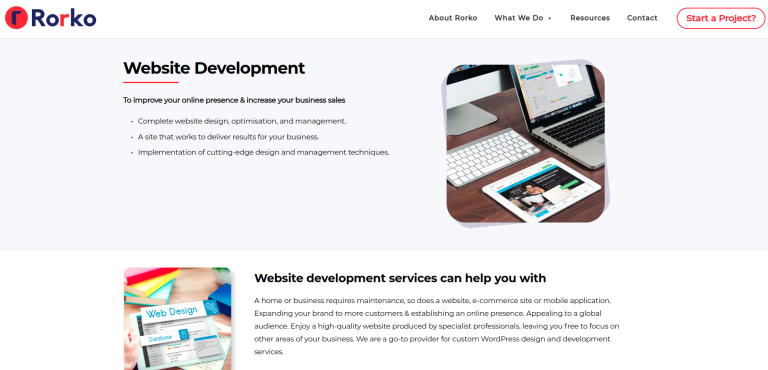 Rorko
About Rorko
What We Do
Resources
Contact
Start a Project?
Website Development
To improve your online presence & increase your business sales
• Complete website design, optimisation, and management.
• A site that works to deliver results for your business.
• Implementation of cutting-edge design and management techniques.
Web Design
Database
Website development services can help you with
A home or business requires maintenance, so does a website, e-commerce site or mobile application.
Expanding your brand to more customers & establishing an online presence. Appealing to a global
audience. Enjoy a high-quality website produced by specialist professionals, leaving you free to focus on
other areas of your business. We are a go-to provider for custom WordPress design and development
services.